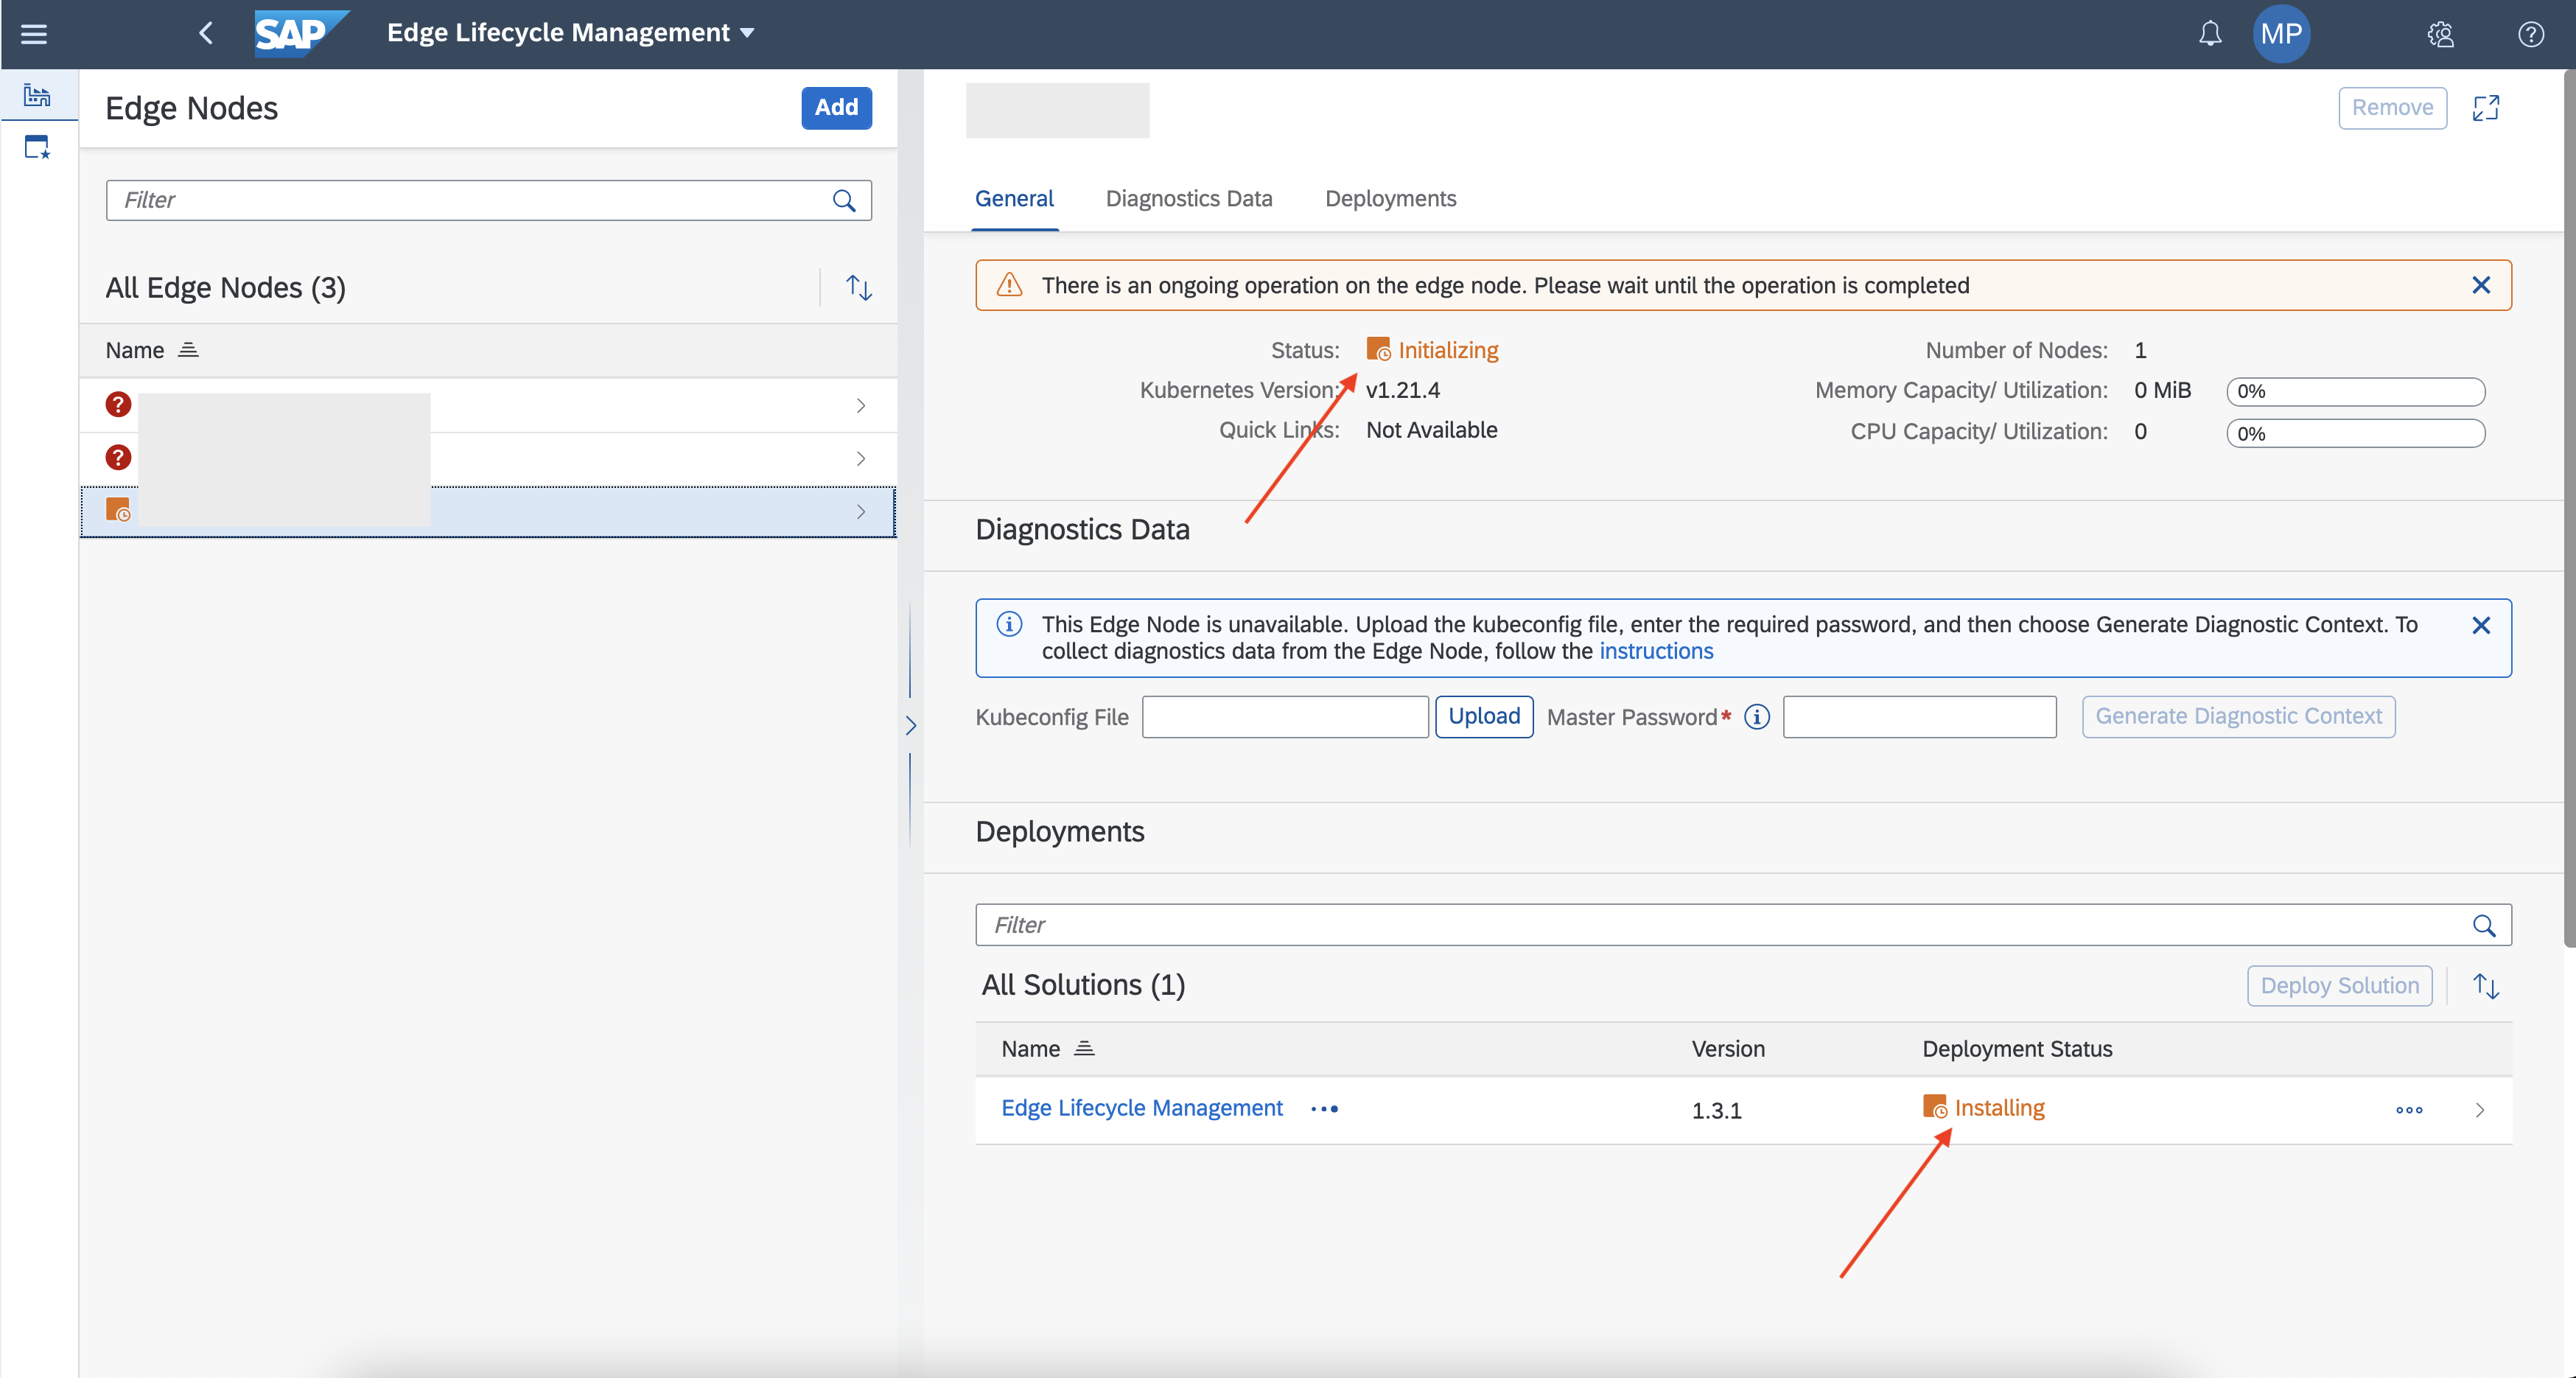 SAP
Edge Lifecycle Management
MP
Edge Nodes
Add
Filter
All Edge Nodes (3)
Name
Remove
General
Diagnostics Data
Deployments
There is an ongoing operation on the edge node. Please wait until the operation is completed
Status: Initializing
Number of Nodes: 1
Kubernetes Version: v1.21.4
Memory Capacity/ Utilization: 0 MiB 0%
Quick Links: Not Available
CPU Capacity/ Utilization: 0 0%
Diagnostics Data
This Edge Node is unavailable. Upload the kubeconfig file, enter the required password, and then choose Generate Diagnostic Context. To
collect diagnostics data from the Edge Node, follow the instructions
Kubeconfig File Upload Master Password* Generate Diagnostic Context
Deployments
Filter
All Solutions (1)
Deploy Solution
Name Version Deployment Status
Edge Lifecycle Management 1.3.1 Installing